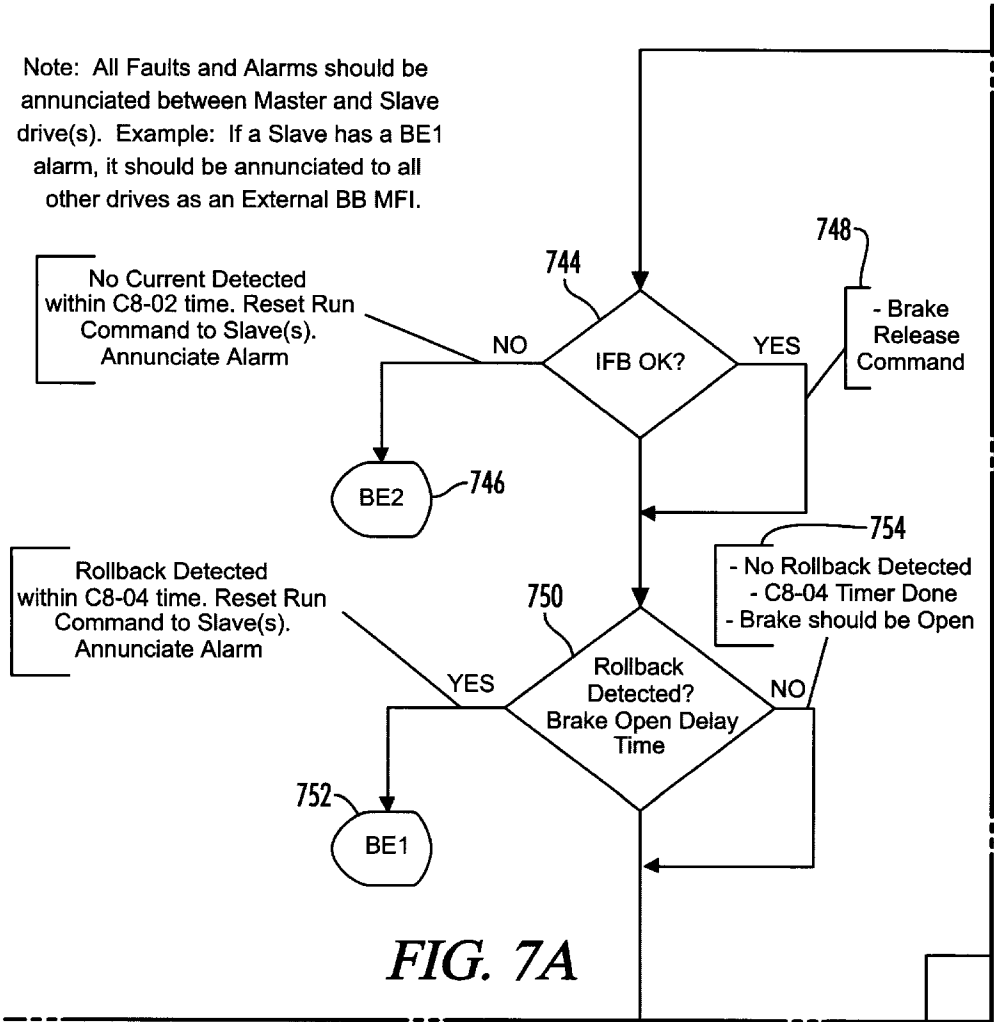 Note: All Faults and Alarms should be
annunciated between Master and Slave
drive(s). Example: If a Slave has a BE1
alarm, it should be annunciated to all
other drives as an External BB MFI.
748
744
No Current Detected
within C8-02 time. Reset Run
Command to Slave(s).
Annunciate Alarm
NO
IFB OK?
YES
- Brake
Release
Command
BE2
746
754
Rollback Detected
within C8-04 time. Reset Run
Command to Slave(s).
Annunciate Alarm
750
- No Rollback Detected
- C8-04 Timer Done
- Brake should be Open
YES
Rollback
Detected?
Brake Open Delay
Time
NO
752
BE1
FIG. 7A